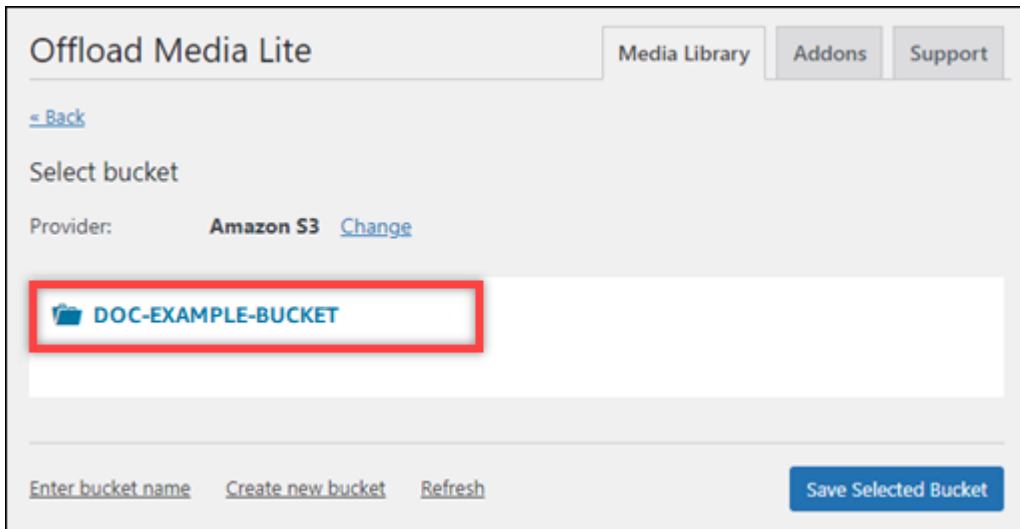 Offload Media Lite
Media Library Addons Support
« Back
Select bucket
Provider: Amazon S3 Change
DOC-EXAMPLE-BUCKET
Enter bucket name Create new bucket Refresh Save Selected Bucket